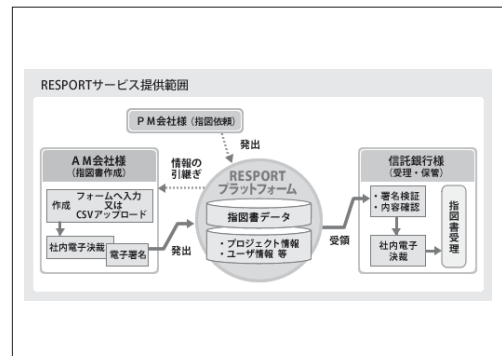 RESPORTサービス提供範囲
PM会社様（指図依頼）
発出
AM会社様
（指図書作成）
作成
フォームへ入力
又は
CSVアップロード
社内電子決裁
電子署名
情報の
引継ぎ
発出
RESPORT
プラットフォーム
指図書データ
・プロジェクト情報
・ユーザ情報 等
受領
信託銀行様
（受理・保管）
・署名検証
・内容確認
社内電子
決裁
指図書受理